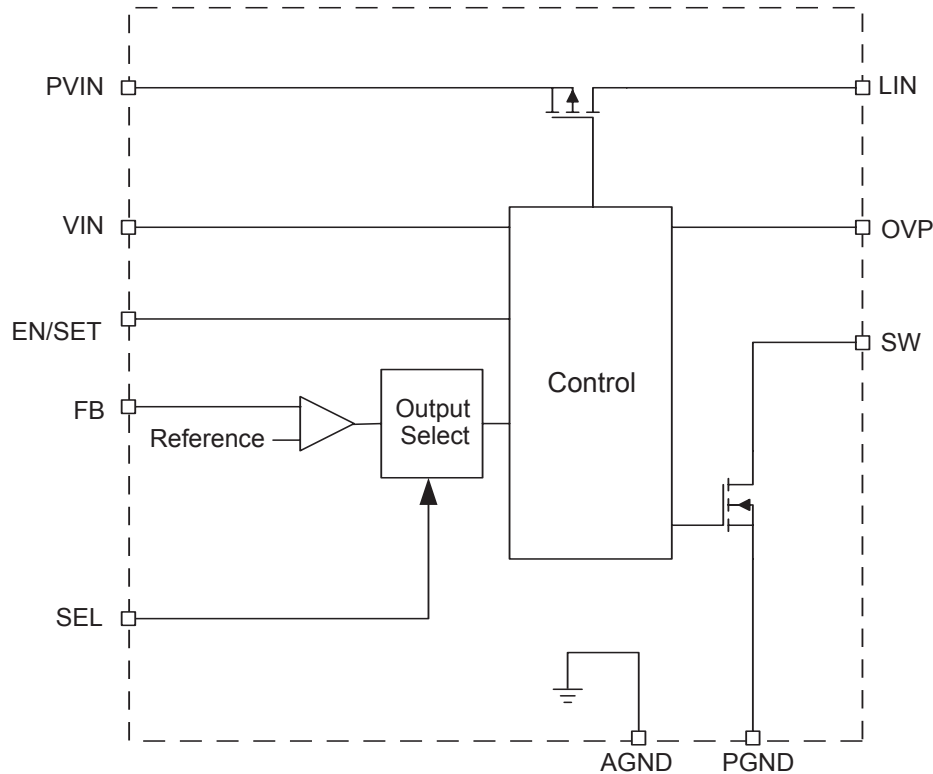 PVIN
LIN
VIN
OVP
EN/SET
SW
Control
FB
Output
Select
Reference
SEL
AGND
PGND